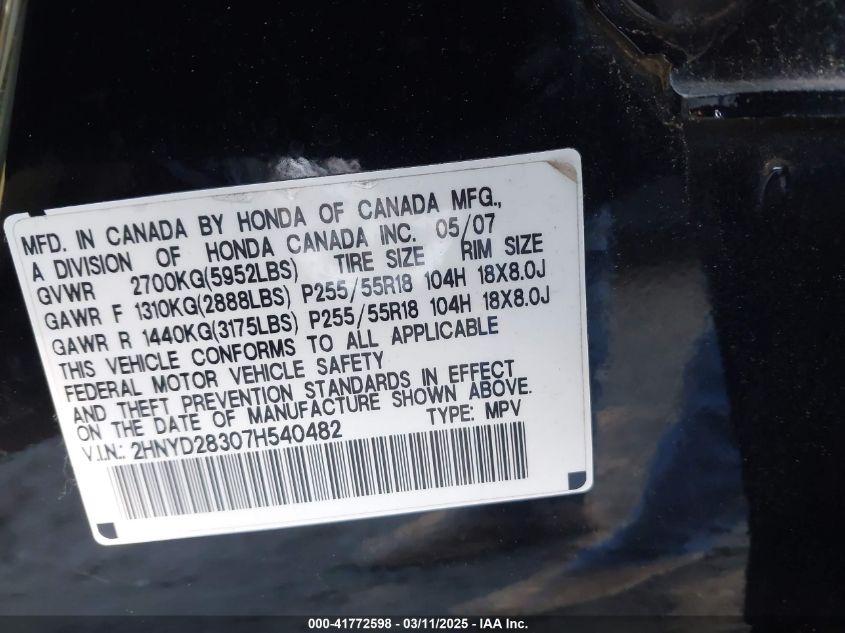 MFD. IN CANADA BY HONDA OF CANADA MFG.,
A DIVISION OF HONDA CANADA INC. 05/07
GVWR 2700KG(5952LBS) TIRE SIZE RIM SIZE
GAWR F 1310KG(2888LBS) P255/55R18 104H 18X8.0J
GAWR R 1440KG(3175LBS) P255/55R18 104H 18X8.0J
THIS VEHICLE CONFORMS TO ALL APPLICABLE
FEDERAL MOTOR VEHICLE SAFETY
AND THEFT PREVENTION STANDARDS IN EFFECT
ON THE DATE OF MANUFACTURE SHOWN ABOVE.
V.I.N.: 2HNYD28307H540482 TYPE: MPV
000-41772598 - 03/11/2025 - IAA Inc.